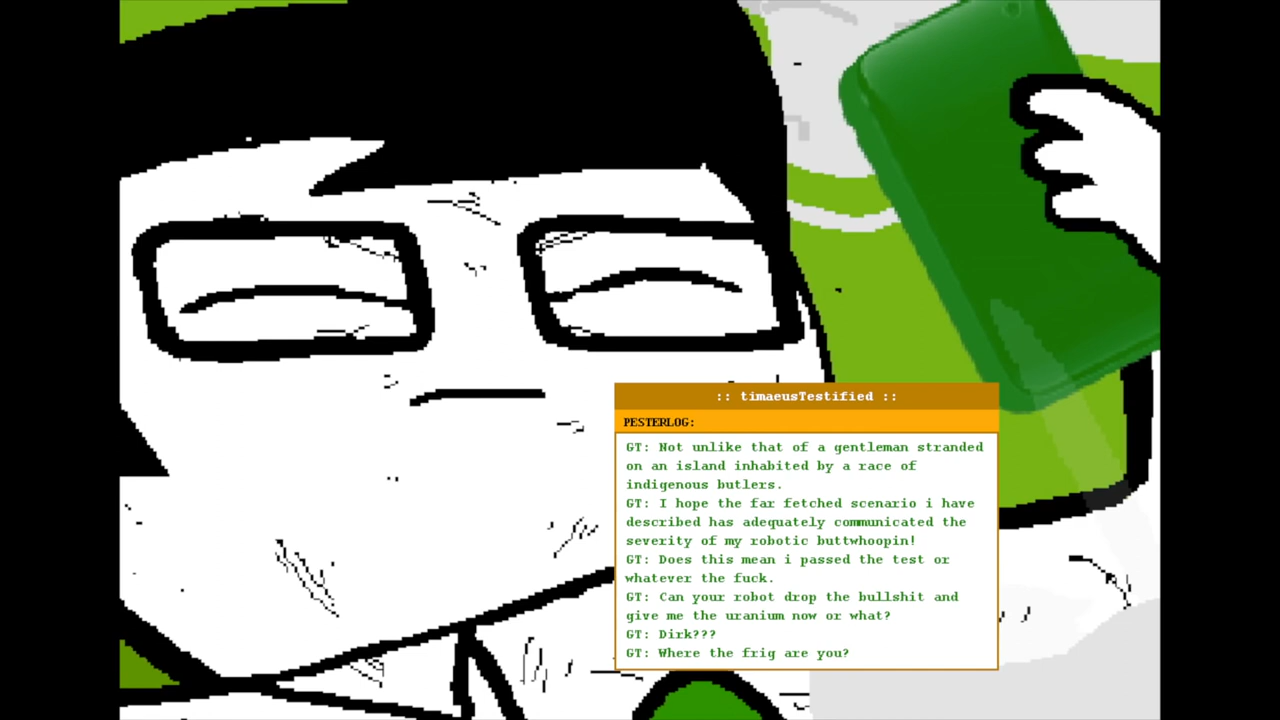 :: timaeusTestified ::
PESTERLOG:
GT: Not unlike that of a gentleman stranded
on an island inhabited by a race of
indigenous butlers.
GT: I hope the far fetched scenario i have
described has adequately communicated the
severity of my robotic buttwhoopin!
GT: Does this mean i passed the test or
whatever the fuck.
GT: Can your robot drop the bullshit and
give me the uranium now or what?
GT: Dirk???
GT: Where the frig are you?